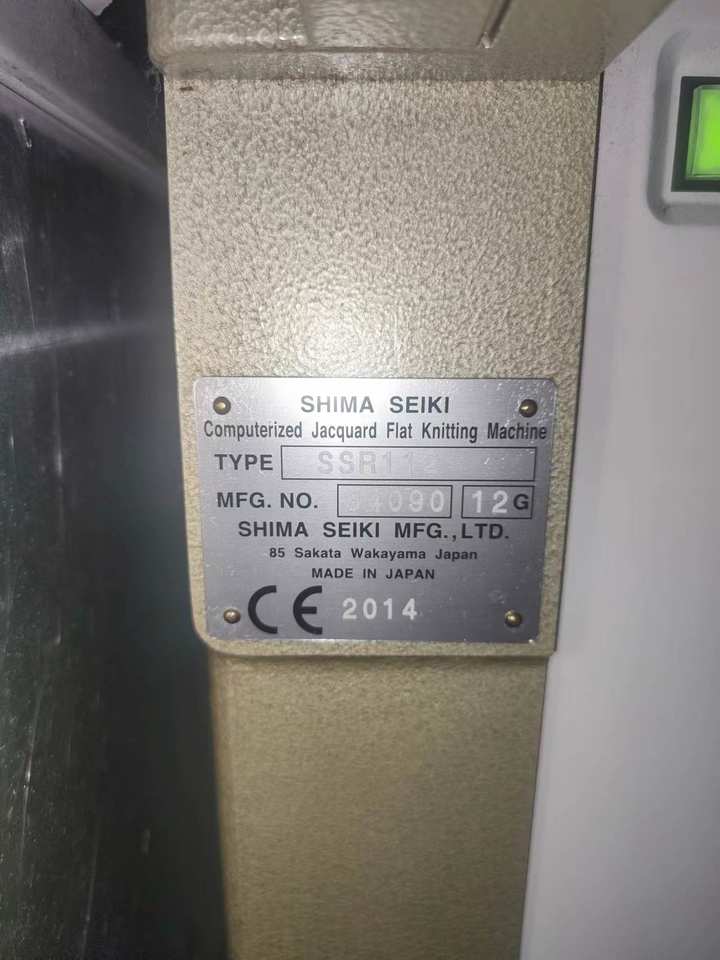 SHIMA SEIKI
Computerized Jacquard Flat Knitting Machine
TYPE SSR112
MFG. NO. 12G
SHIMA SEIKI MFG.,LTD.
85 Sakata Wakayama Japan
MADE IN JAPAN
CE 2014